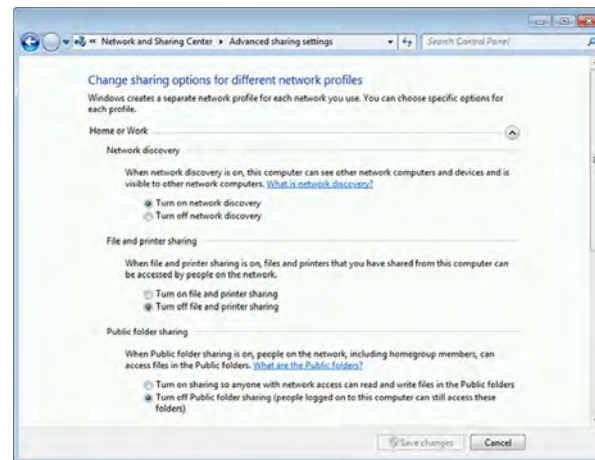 « Network and Sharing Center ▸ Advanced sharing settings
Search Control Panel
Change sharing options for different network profiles
Windows creates a separate network profile for each network you use. You can choose specific options for
each profile.
Home or Work
Network discovery
When network discovery is on, this computer can see other network computers and devices and is
visible to other network computers. What is network discovery?
Turn on network discovery
Turn off network discovery
File and printer sharing
When file and printer sharing is on, files and printers that you have shared from this computer can
be accessed by people on the network.
Turn on file and printer sharing
Turn off file and printer sharing
Public folder sharing
When Public folder sharing is on, people on the network, including homegroup members, can
access files in the Public folders. What are the Public folders?
Turn on sharing so anyone with network access can read and write files in the Public folders
Turn off Public folder sharing (people logged on to this computer can still access these
folders)
Save changes
Cancel